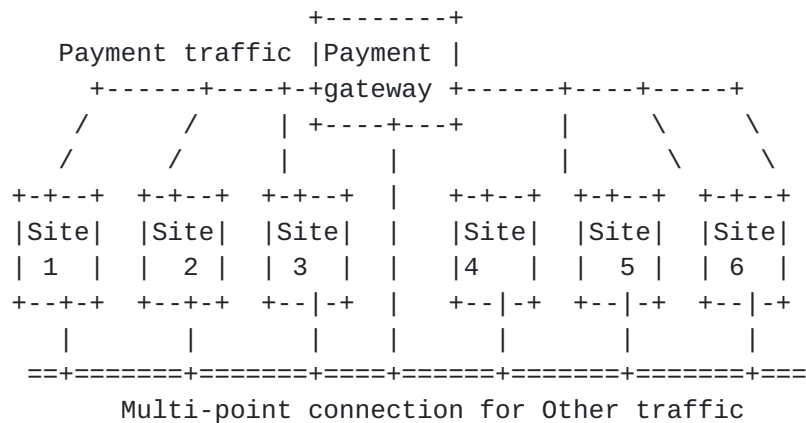 Payment traffic |Payment |
gateway
|Site| |Site| |Site| | |Site| |Site| |Site|
| 1 | | 2 | | 3 | | |4 | | 5 | | 6 |
Multi-point connection for Other traffic